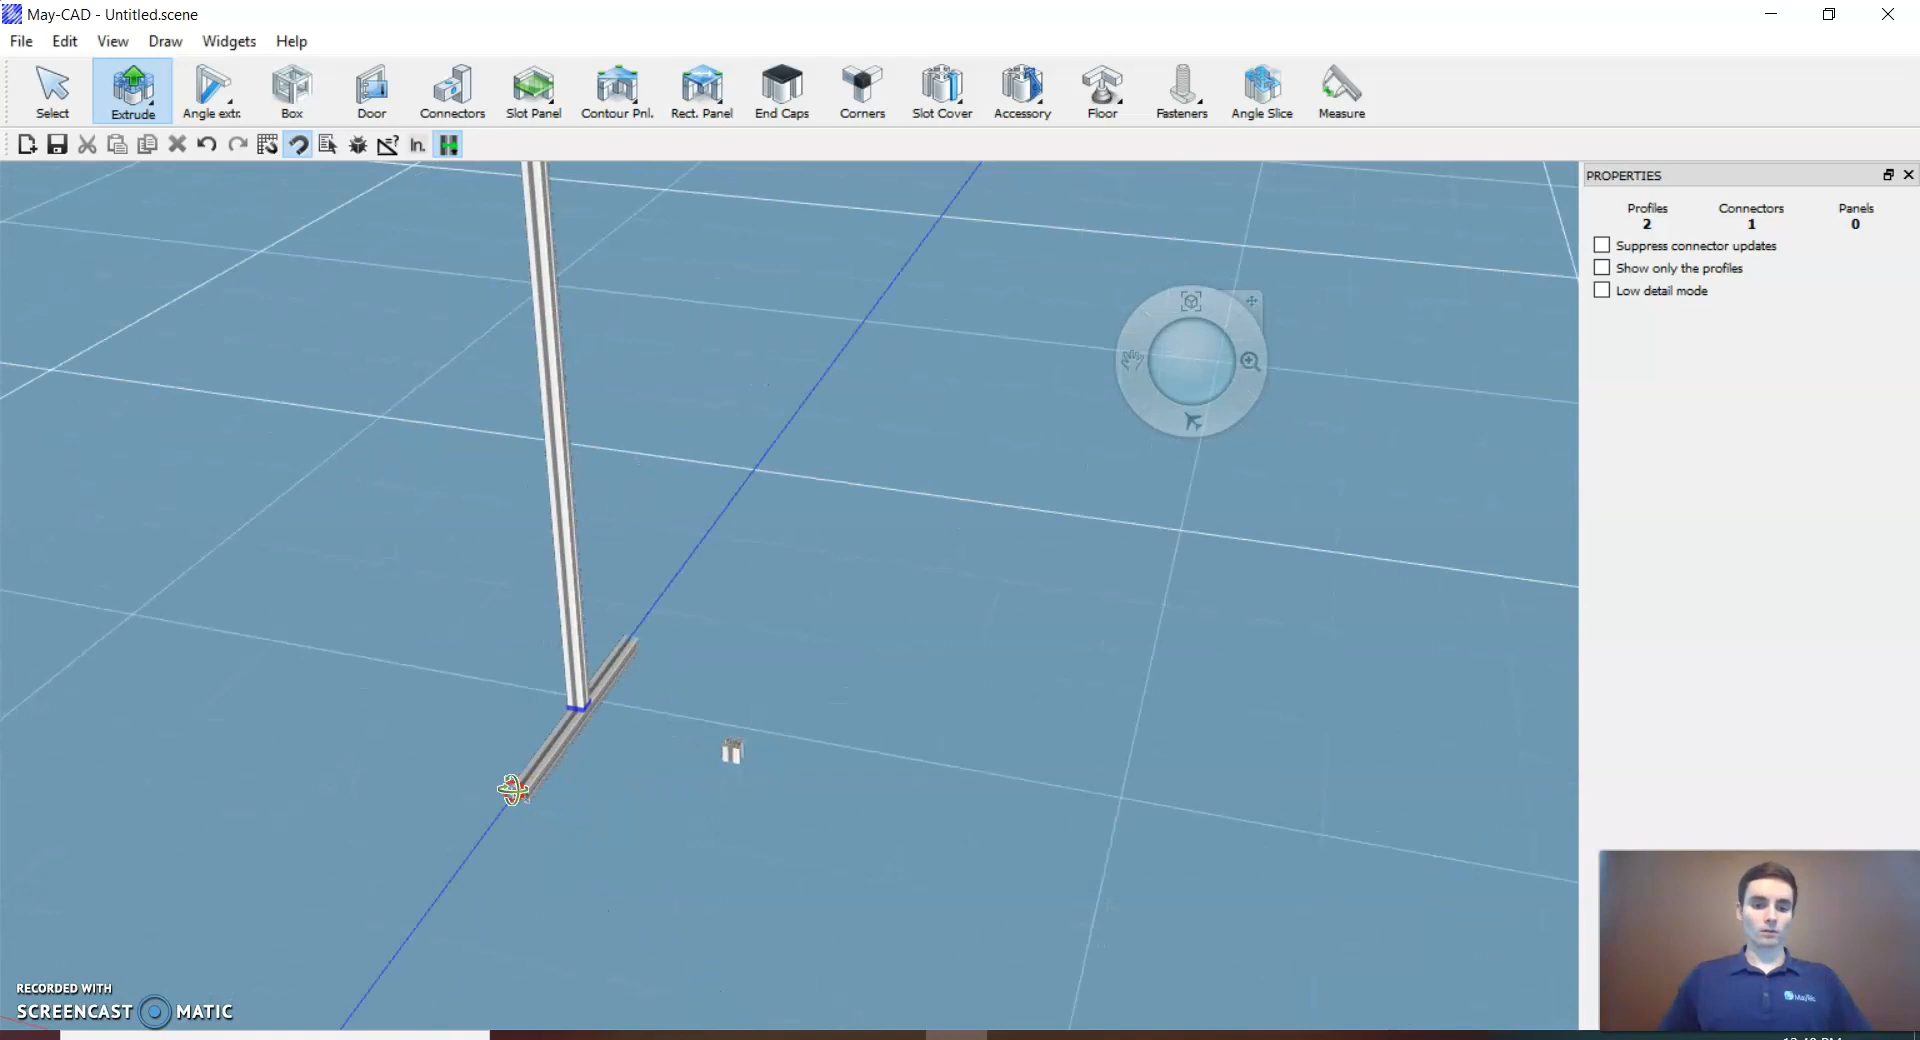 May-CAD - Untitled.scene
File Edit View Draw Widgets Help
Select Extrude Angle extr. Box Door Connectors Slot Panel Contour Pnl. Rect. Panel End Caps Corners Slot Cover Accessory Floor Fasteners Angle Slice Measure
In.
PROPERTIES
Profiles Connectors Panels
2 1 0
Suppress connector updates
Show only the profiles
Low detail mode
RECORDED WITH
SCREENCAST MATIC
MayTec